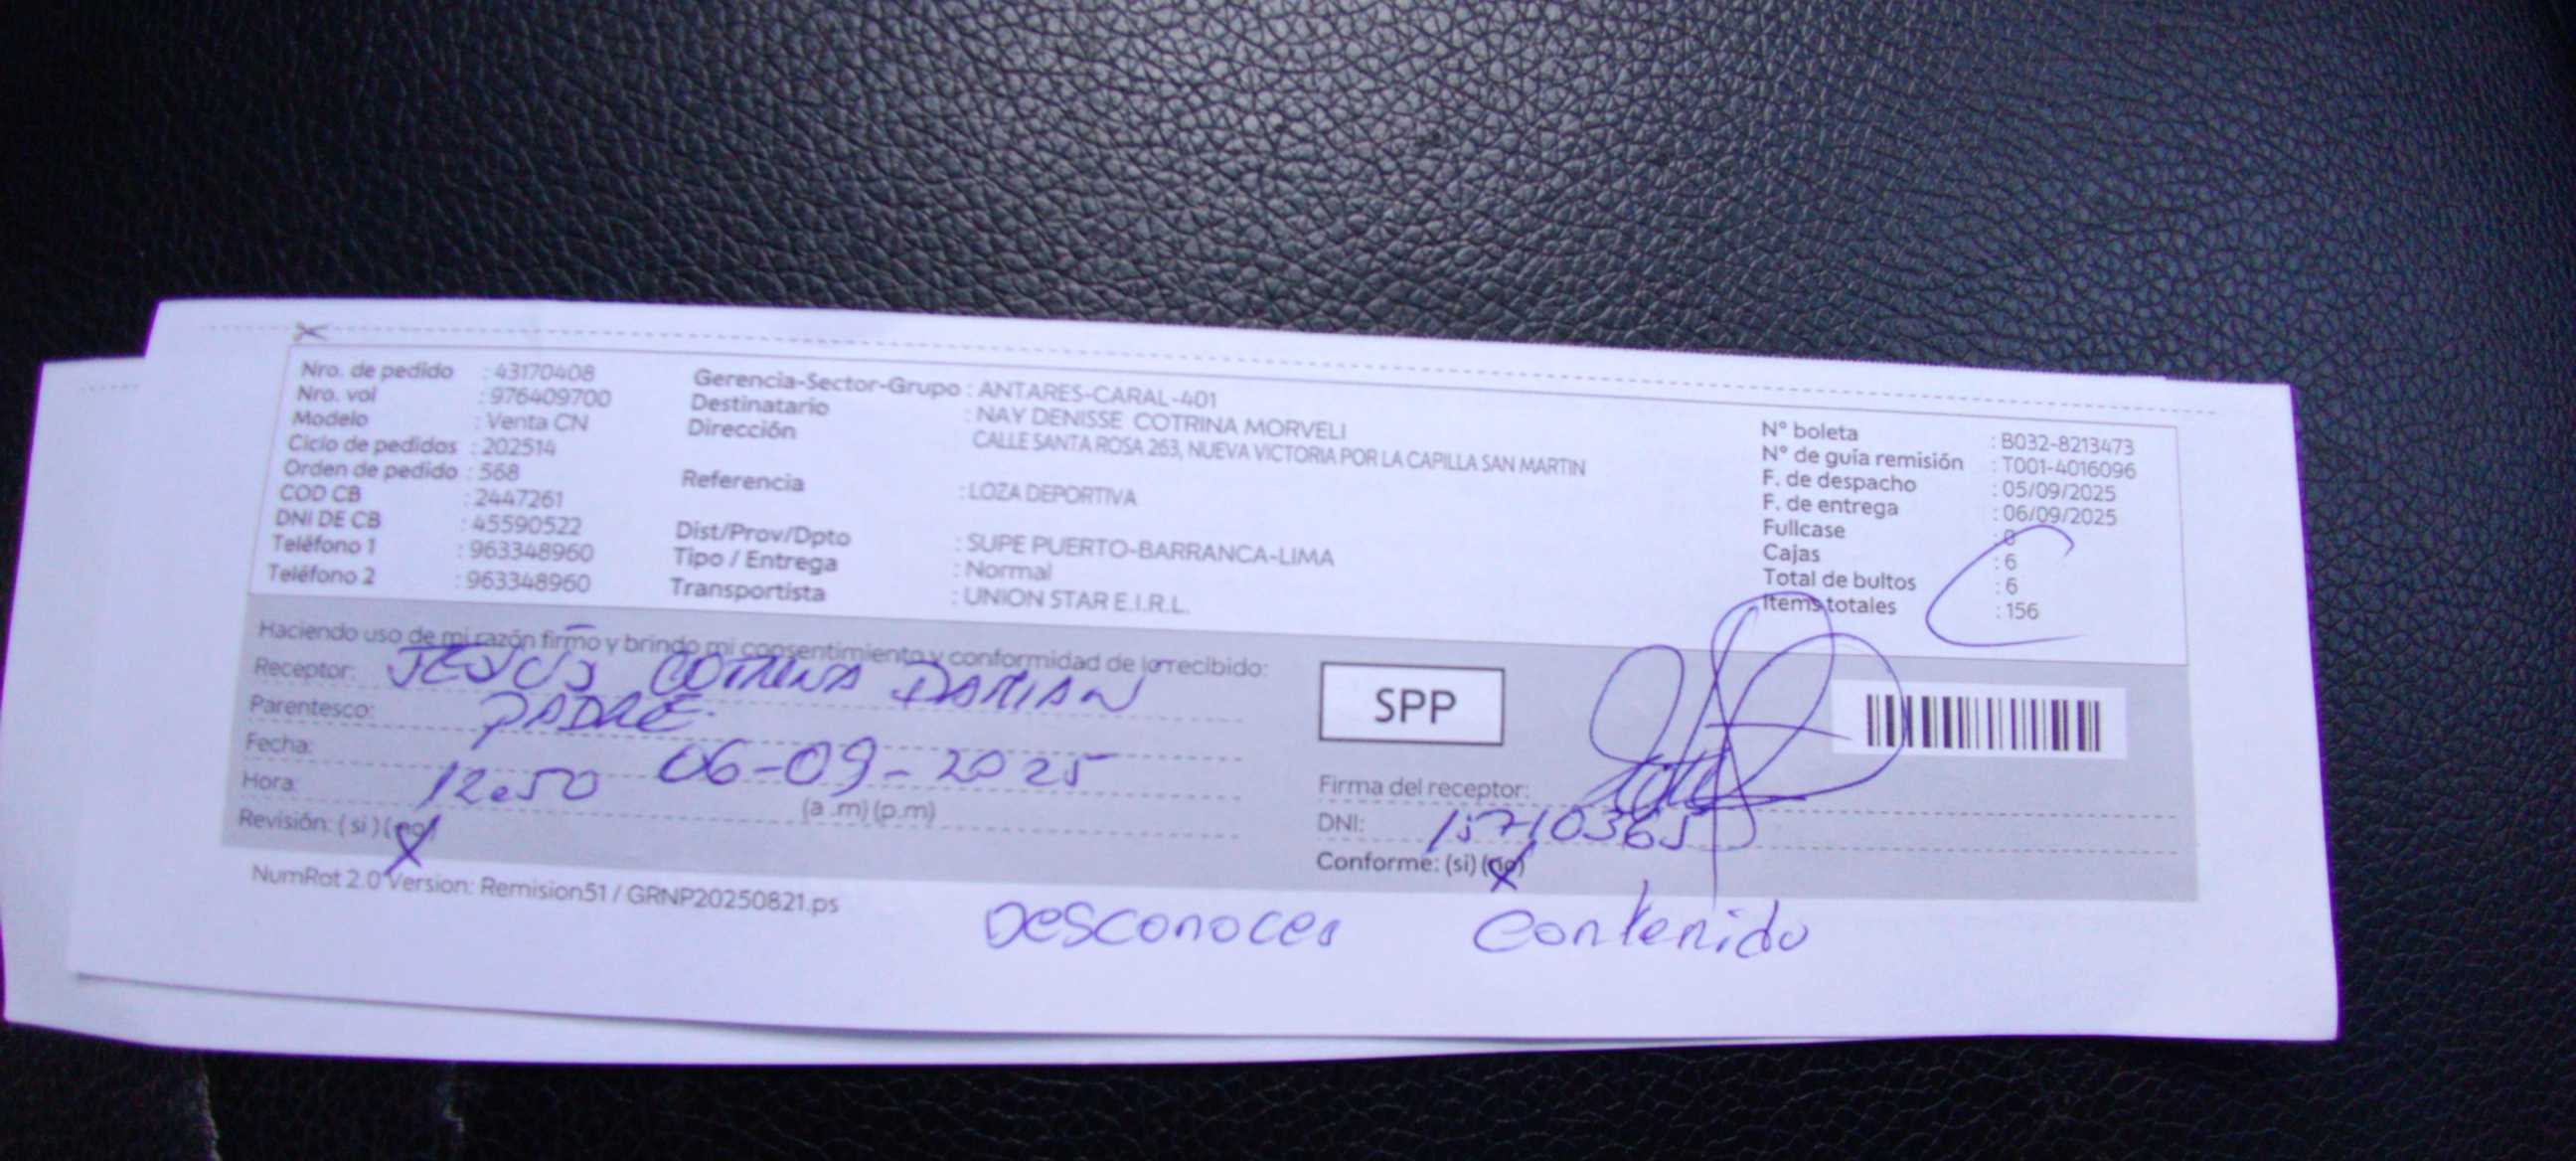 Nro. de pedido : 43170408
Nro. vol : 976409700
Modelo : Venta CN
Ciclo de pedidos : 202514
Orden de pedido : 568
COD CB : 2447261
DNI DE CB : 45590522
Teléfono 1 : 963348960
Teléfono 2 : 963348960
Gerencia-Sector-Grupo : ANTARES-CARAL-401
Destinatario : NAY DENISSE COTRINA MORVELI
Dirección : CALLE SANTA ROSA 263, NUEVA VICTORIA POR LA CAPILLA SAN MARTIN
Referencia : LOZA DEPORTIVA
Dist/Prov/Dpto : SUPE PUERTO-BARRANCA-LIMA
Tipo / Entrega : Normal
Transportista : UNION STAR E.I.R.L.
N° boleta : B032-8213473
N° de guía remisión : T001-4016096
F. de despacho : 05/09/2025
F. de entrega : 06/09/2025
Fullcase : 0
Cajas : 6
Total de bultos : 6
Items totales : 156
Haciendo uso de mi razón firmo y brindo mi consentimiento y conformidad de lo recibido:
Receptor: JESUS COTRINA DAMIAN
Parentesco: PADRE
Fecha: 06-09-2025
Hora: 12:50 (a .m) (p.m)
Revisión: ( si ) ( no )
SPP
Firma del receptor:
DNI: 15710365
Conforme: (si) (no)
NumRot 2.0 Version: Remision51 / GRNP20250821.ps
Desconoce contenido